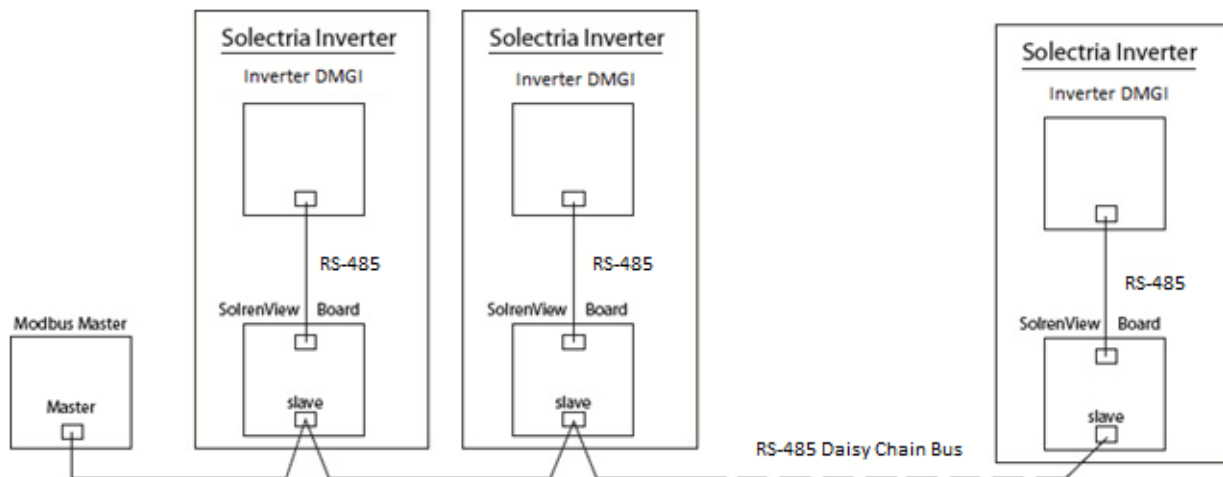 Solectria Inverter
Inverter DMGI
RS-485
SolrenView Board
slave
Solectria Inverter
Inverter DMGI
RS-485
SolrenView Board
slave
Solectria Inverter
Inverter DMGI
RS-485
SolrenView Board
slave
Modbus Master
Master
RS-485 Daisy Chain Bus